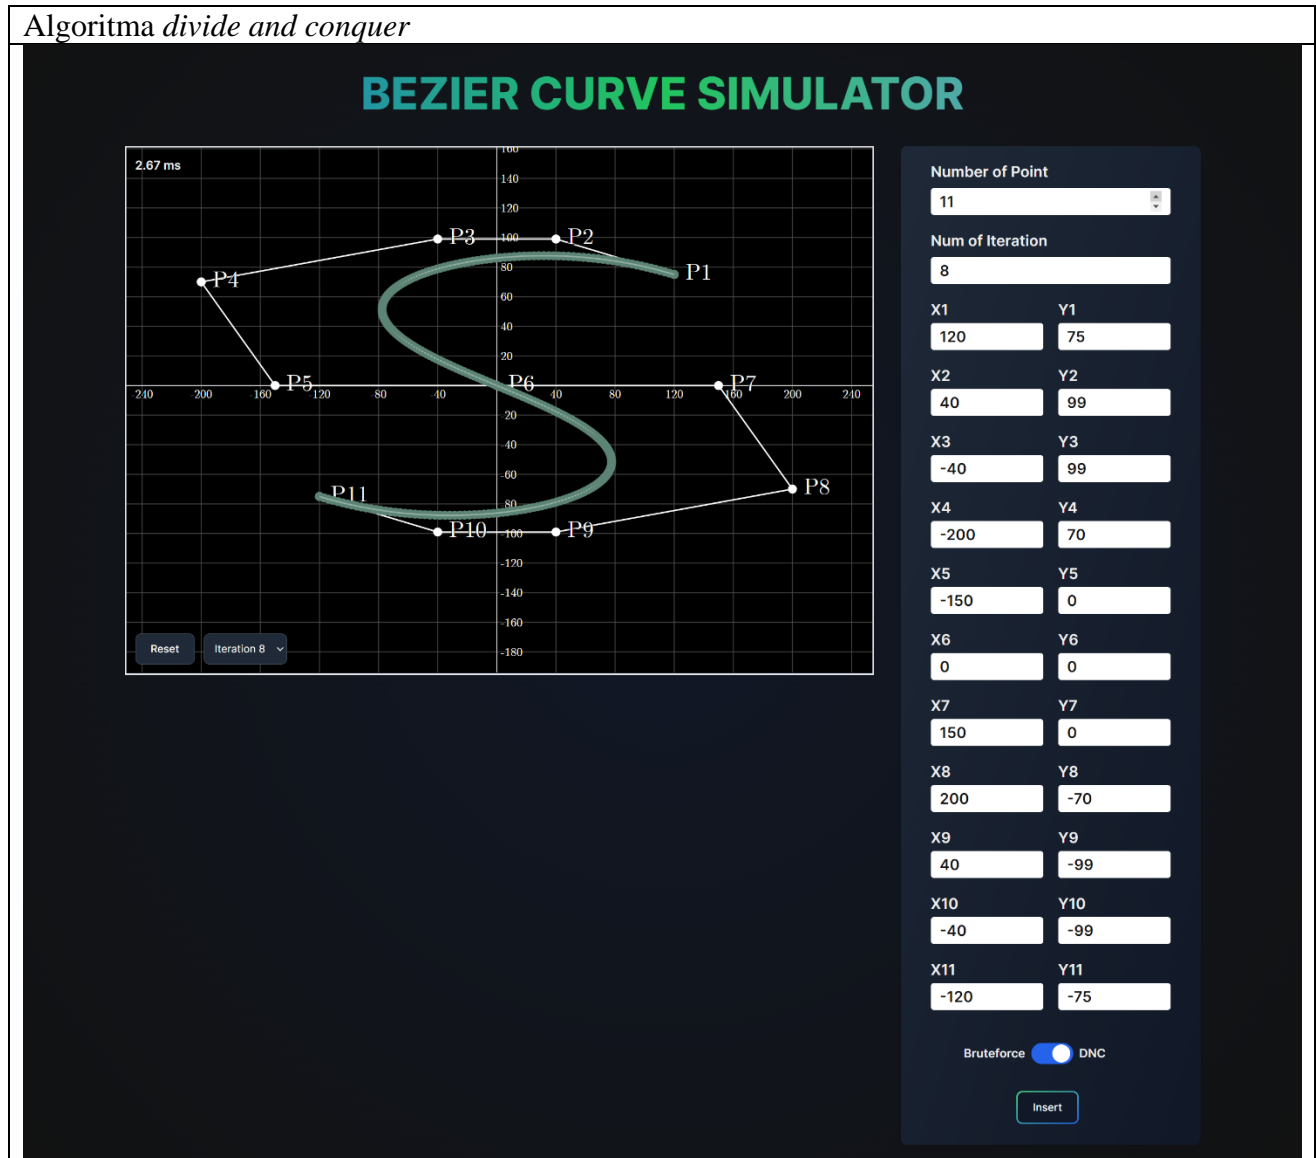 Algoritma divide and conquer
BEZIER CURVE SIMULATOR
2.67 ms
160
140
120
P3 100 P2
80 P1
P4
60
40
20
P5 P6 P7
-240 -200 -160 -120 -80 -40 40 80 120 160 200 240
-20
-40
-60
P11 P8
-80
P10 -100 P9
-120
-140
-160
-180
Reset Iteration 8
Number of Point
11
Num of Iteration
8
X1 Y1
120 75
X2 Y2
40 99
X3 Y3
-40 99
X4 Y4
-200 70
X5 Y5
-150 0
X6 Y6
0 0
X7 Y7
150 0
X8 Y8
200 -70
X9 Y9
40 -99
X10 Y10
-40 -99
X11 Y11
-120 -75
Bruteforce DNC
Insert